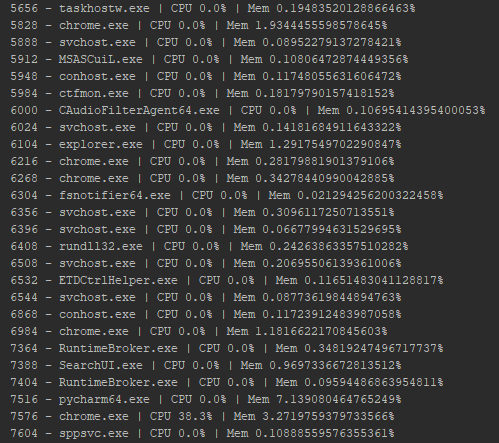 5656 - taskhostw.exe | CPU 0.0% | Mem 0.19483520128866463%
5828 - chrome.exe | CPU 0.0% | Mem 1.9344455598578645%
5888 - svchost.exe | CPU 0.0% | Mem 0.08952279137278421%
5912 - MSASCuiL.exe | CPU 0.0% | Mem 0.10806472874449356%
5948 - conhost.exe | CPU 0.0% | Mem 0.11748055631606472%
5984 - ctfmon.exe | CPU 0.0% | Mem 0.18179790157418152%
6000 - CAudioFilterAgent64.exe | CPU 0.0% | Mem 0.10695414395400053%
6024 - svchost.exe | CPU 0.0% | Mem 0.14181684911643322%
6104 - explorer.exe | CPU 0.0% | Mem 1.2917549702290847%
6216 - chrome.exe | CPU 0.0% | Mem 0.28179881901379106%
6268 - chrome.exe | CPU 0.0% | Mem 0.34278440990042885%
6304 - fsnotifier64.exe | CPU 0.0% | Mem 0.021294256200322458%
6356 - svchost.exe | CPU 0.0% | Mem 0.3096117250713551%
6396 - svchost.exe | CPU 0.0% | Mem 0.06677994631529695%
6408 - rundll32.exe | CPU 0.0% | Mem 0.24263863357510282%
6508 - svchost.exe | CPU 0.0% | Mem 0.20695506139361006%
6532 - ETDCtrlHelper.exe | CPU 0.0% | Mem 0.11651483041128817%
6544 - svchost.exe | CPU 0.0% | Mem 0.08773619844894763%
6868 - conhost.exe | CPU 0.0% | Mem 0.11723912483987058%
6984 - chrome.exe | CPU 0.0% | Mem 1.1816622170845603%
7364 - RuntimeBroker.exe | CPU 0.0% | Mem 0.34819247496717737%
7388 - SearchUI.exe | CPU 0.0% | Mem 0.9697336672813512%
7404 - RuntimeBroker.exe | CPU 0.0% | Mem 0.09594486863954811%
7516 - pycharm64.exe | CPU 0.0% | Mem 7.139080464765249%
7576 - chrome.exe | CPU 38.3% | Mem 3.2719759379733566%
7604 - sppsvc.exe | CPU 0.0% | Mem 0.10888559576355361%